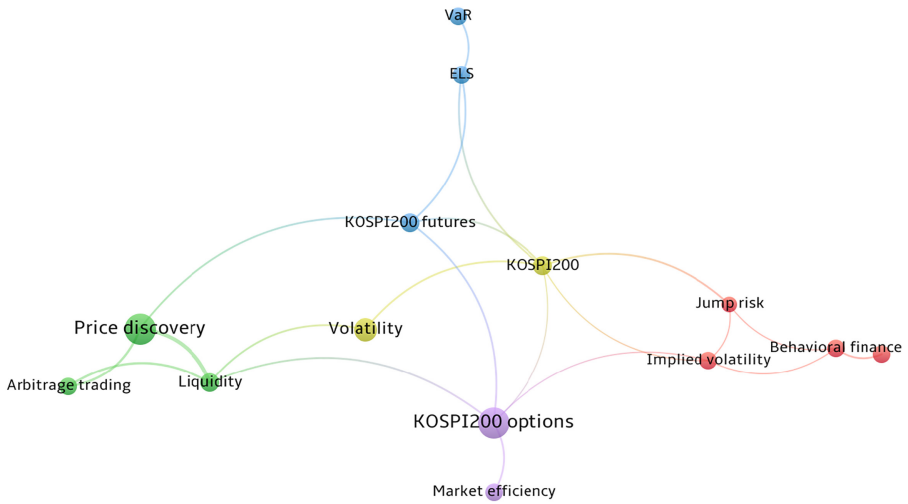 VaR
ELS
KOSPI200 futures
KOSPI200
Jump risk
Price discovery
Volatility
Behavioral finance
Implied volatility
Arbitrage trading
Liquidity
KOSPI200 options
Market efficiency